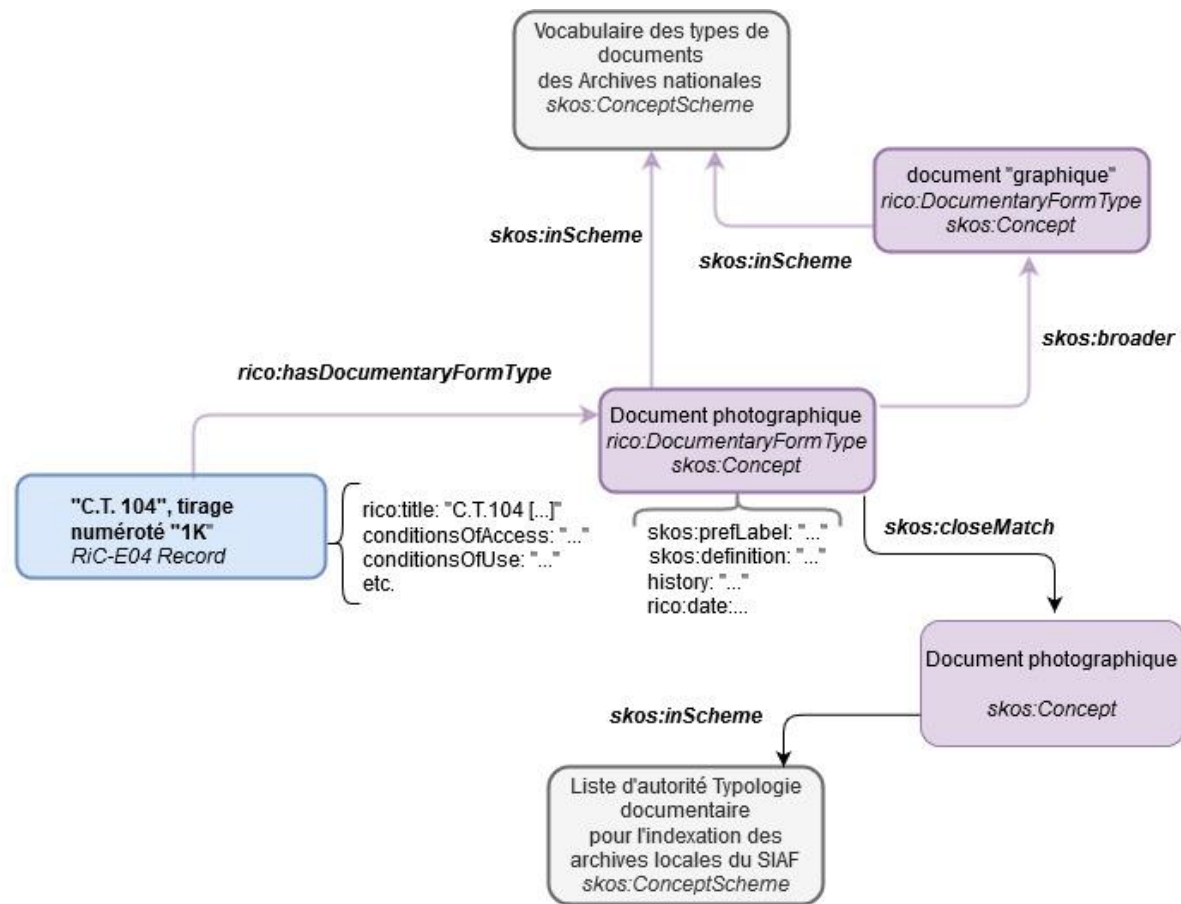 Vocabulaire des types de
documents
des Archives nationales
skos:ConceptScheme
document "graphique"
rico:DocumentaryFormType
skos:Concept
skos:inScheme
skos:inScheme
skos:broader
rico:hasDocumentaryFormType
Document photographique
rico:DocumentaryFormType
skos:Concept
"C.T. 104", tirage
numéroté "1K"
RiC-E04 Record
rico:title: "C.T.104 [...]"
conditionsOfAccess: "..."
conditionsOfUse: "..."
etc.
skos:prefLabel: "..."
skos:definition: "..."
history: "..."
rico:date:...
skos:closeMatch
Document photographique
skos:Concept
skos:inScheme
Liste d'autorité Typologie
documentaire
pour l'indexation des
archives locales du SIAF
skos:ConceptScheme